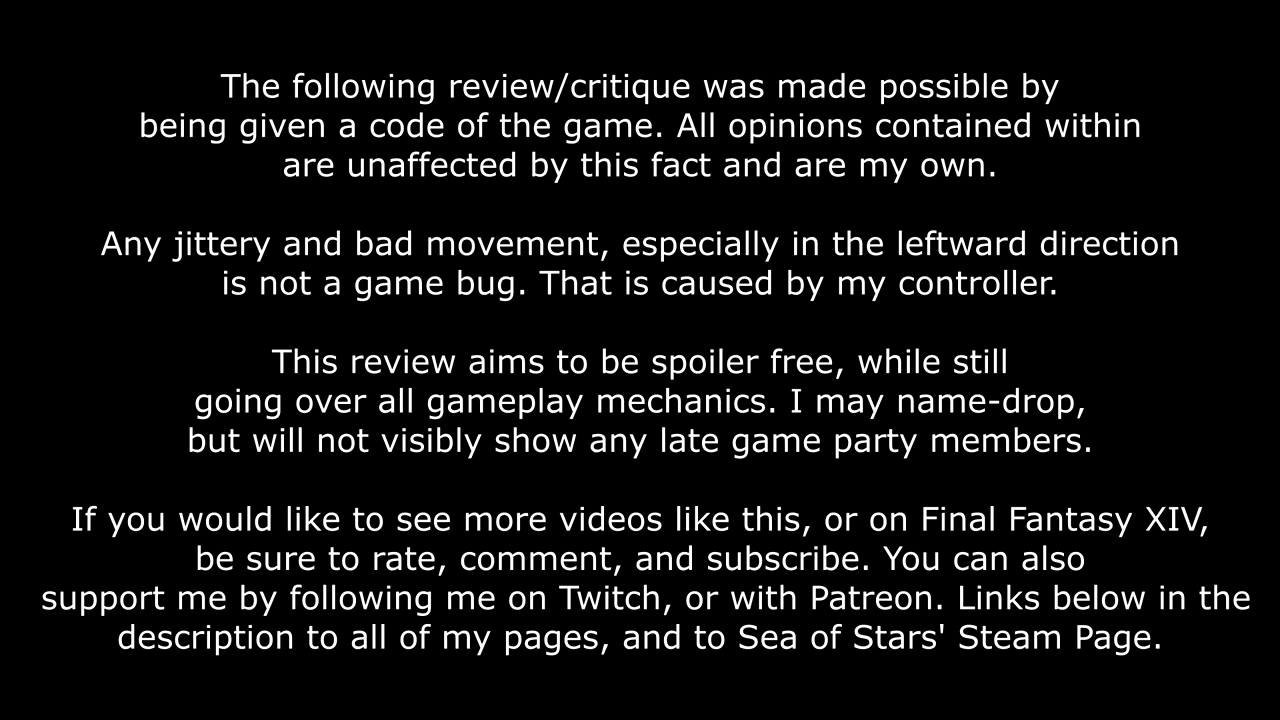 The following review/critique was made possible by
being given a code of the game. All opinions contained within
are unaffected by this fact and are my own.
Any jittery and bad movement, especially in the leftward direction
is not a game bug. That is caused by my controller.
This review aims to be spoiler free, while still
going over all gameplay mechanics. I may name-drop,
but will not visibly show any late game party members.
If you would like to see more videos like this, or on Final Fantasy XIV,
be sure to rate, comment, and subscribe. You can also
support me by following me on Twitch, or with Patreon. Links below in the
description to all of my pages, and to Sea of Stars' Steam Page.